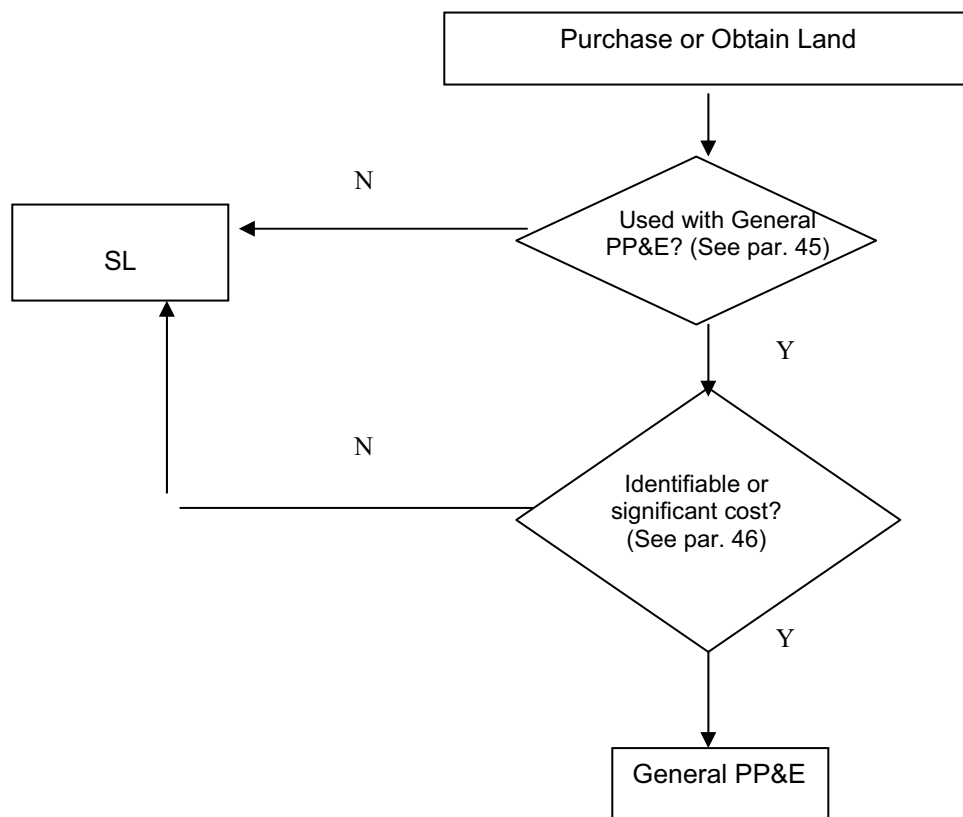 Purchase or Obtain Land
N
Used with General
PP&E? (See par. 45)
SL
Y
N
Identifiable or
significant cost?
(See par. 46)
Y
General PP&E